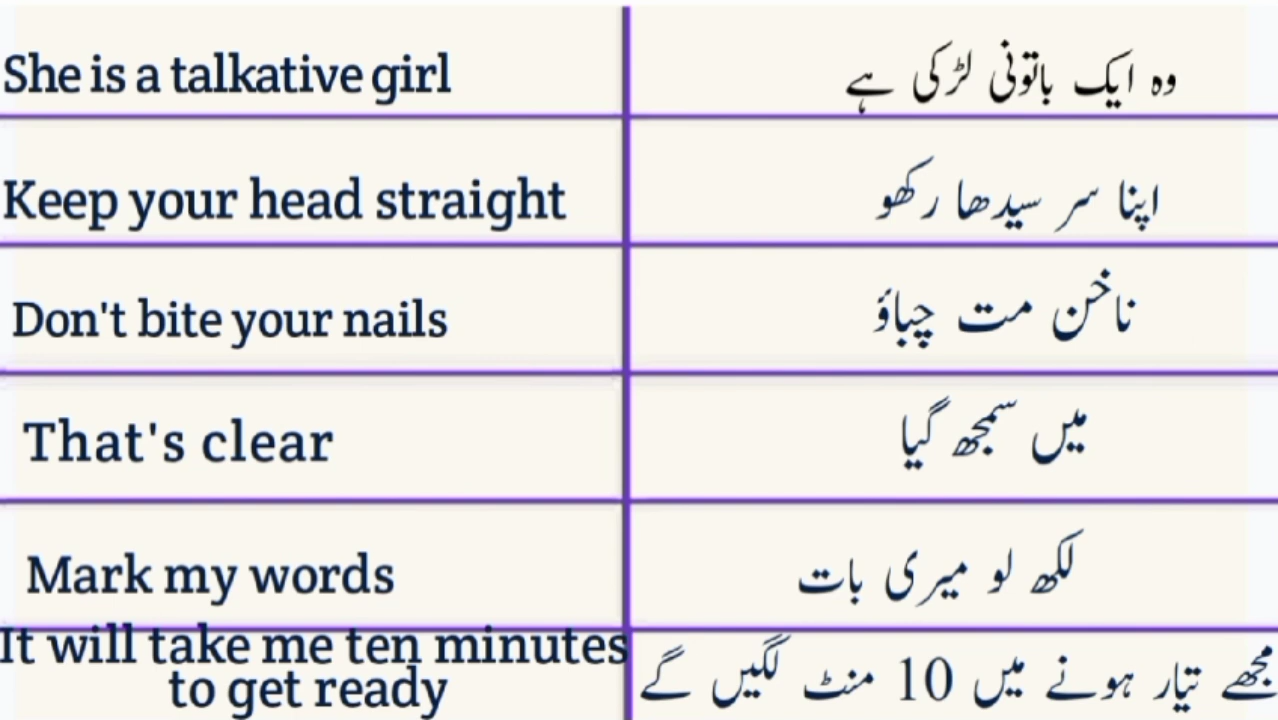 She is a talkative girl
وہ ایک باتونی لڑکی ہے
Keep your head straight
اپنا سر سیدھا رکھو
Don't bite your nails
ناخن مت چباؤ
That's clear
میں سمجھ گیا
Mark my words
لکھ لو میری بات
It will take me ten minutes
to get ready
مجھے تیار ہونے میں 10 منٹ لگیں گے